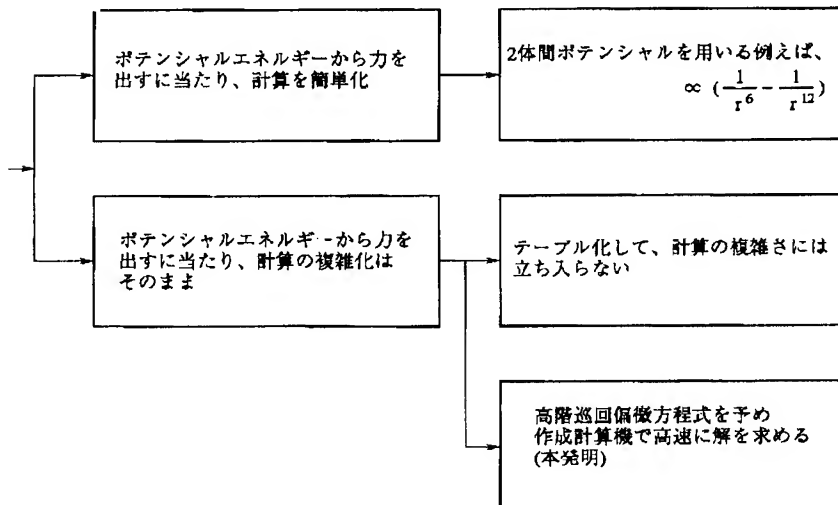 ポテンシャルエネルギーから力を
出すに当たり、計算を簡単化
2体間ポテンシャルを用いる例えば、
∝ (1/r^6 - 1/r^12)
ポテンシャルエネルギーから力を
出すに当たり、計算の複雑化は
そのまま
テーブル化して、計算の複雑さには
立ち入らない
高階巡回偏微方程式を予め
作成計算機で高速に解を求める
(本発明)